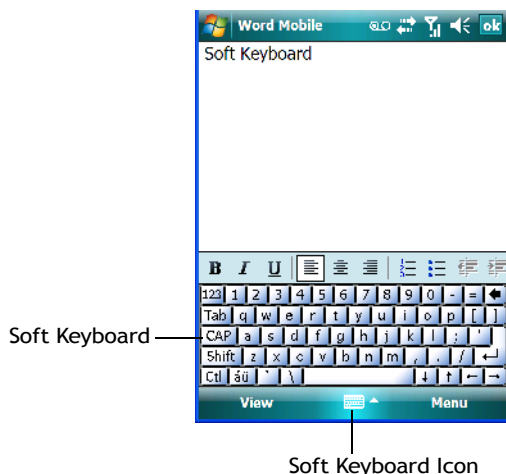 Word Mobile ok
Soft Keyboard
B I U
123 1 2 3 4 5 6 7 8 9 0 - =
Tab q w e r t y u i o p [ ]
Soft Keyboard
CAP a s d f g h j k l ; '
Shift z x c v b n m , . /
Ctl áü ` \
View Menu
Soft Keyboard Icon